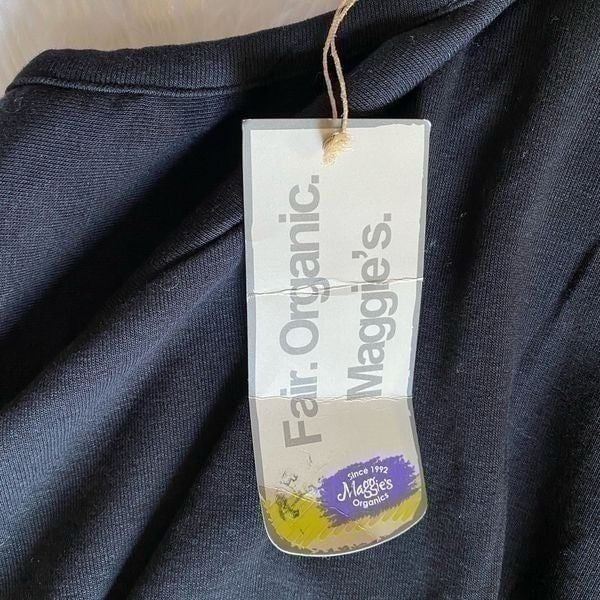 Fair. Organic.
Maggie's.
Since 1992
Maggie's
Organics